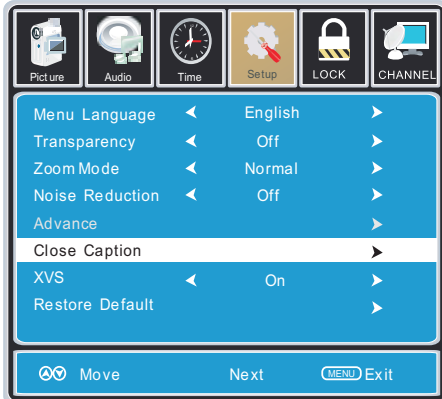 Picture Audio Time Setup LOCK CHANNEL
Menu Language English
Transparency Off
Zoom Mode Normal
Noise Reduction Off
Advance
Close Caption
XVS On
Restore Default
Move Next MENU Exit